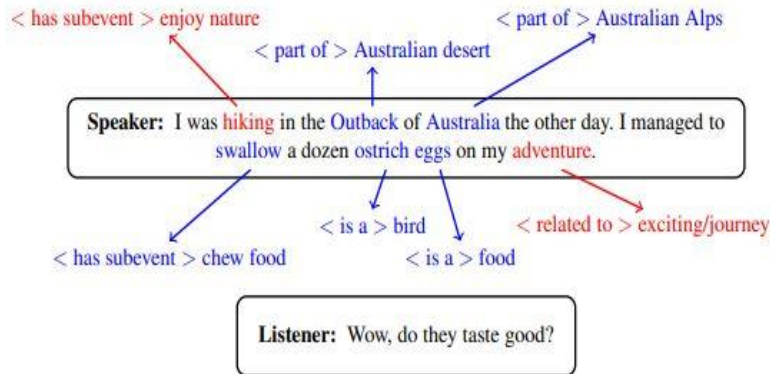 < has subevent > enjoy nature
< part of > Australian Alps
< part of > Australian desert
Speaker: I was hiking in the Outback of Australia the other day. I managed to
swallow a dozen ostrich eggs on my adventure.
< is a > bird
< related to > exciting/journey
< has subevent > chew food
< is a > food
Listener: Wow, do they taste good?